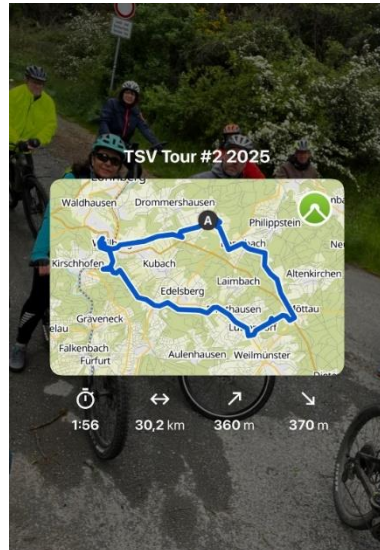 TSV Tour #2 2025
Waldhausen
Drommershausen
A
Philippstein
Kirschhofen
Kubach
Altenkirchen
Laimbach
Edelsberg
Graveneck
Möttau
Falkenbach
Aulenhausen
Weilmünster
Furfurt
1:56
30,2 km
360 m
370 m